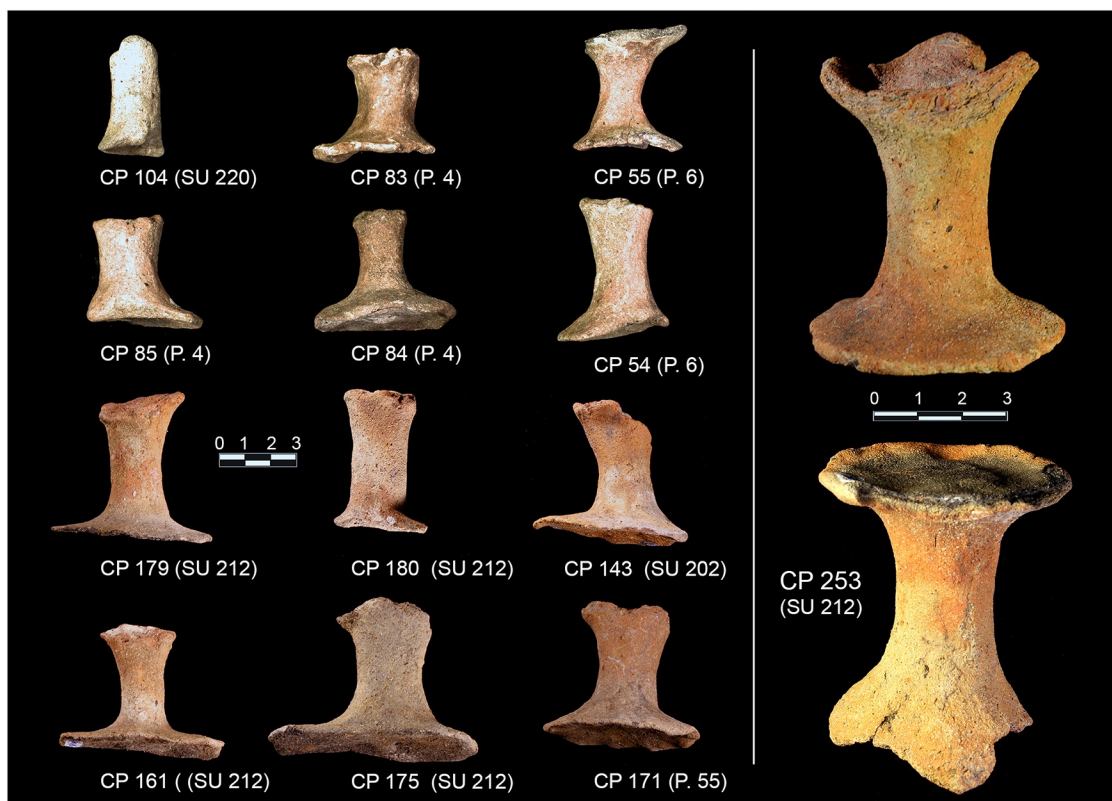 CP 104 (SU 220)
CP 83 (P. 4)
CP 55 (P. 6)
CP 85 (P. 4)
CP 84 (P. 4)
CP 54 (P. 6)
0 1 2 3
CP 179 (SU 212)
CP 180 (SU 212)
CP 143 (SU 202)
CP 161 ( (SU 212)
CP 175 (SU 212)
CP 171 (P. 55)
0 1 2 3
CP 253
(SU 212)